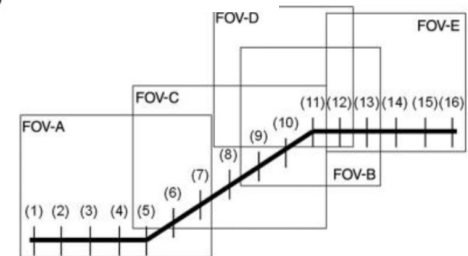 FOV-D
FOV-E
FOV-C
(11) (12) (13) (14) (15) (16)
FOV-A
(10)
(9)
(8)
FOV-B
(7)
(6)
(1) (2) (3) (4) (5)